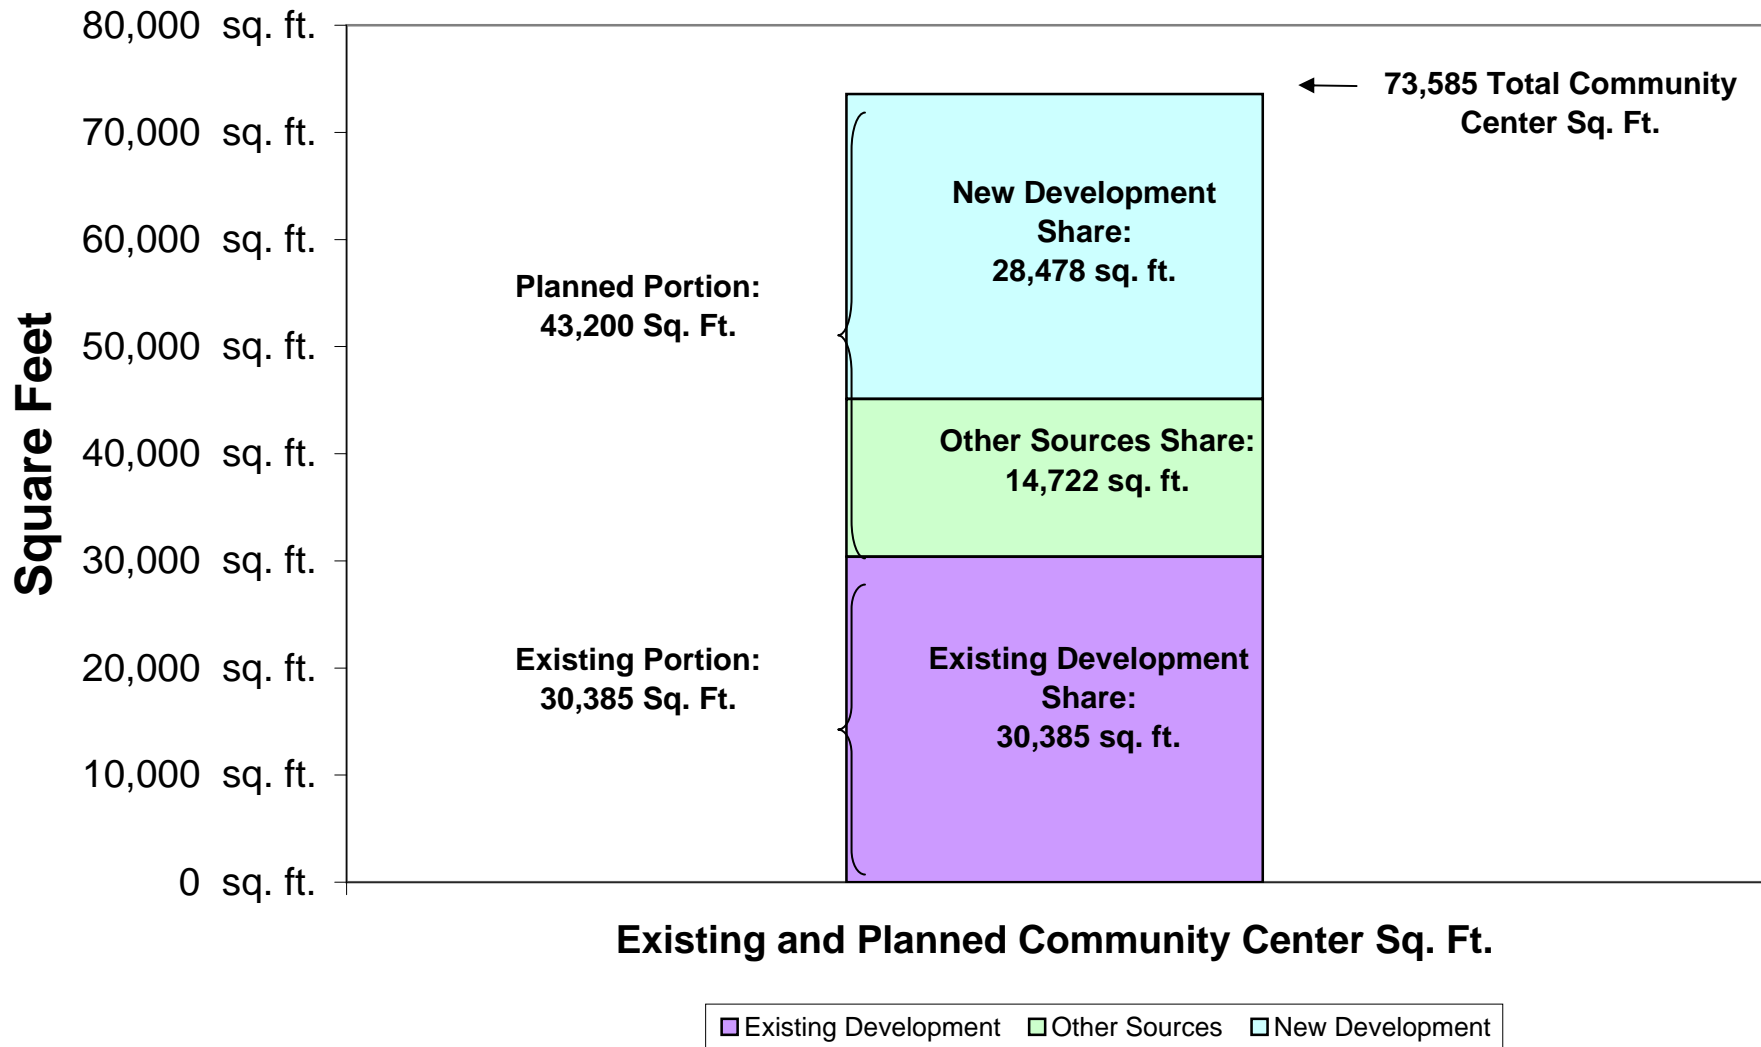 80,000 sq. ft.
70,000 sq. ft.
60,000 sq. ft.
50,000 sq. ft.
40,000 sq. ft.
30,000 sq. ft.
20,000 sq. ft.
10,000 sq. ft.
0 sq. ft.
Square Feet
73,585 Total Community
Center Sq. Ft.
New Development
Share:
28,478 sq. ft.
Planned Portion:
43,200 Sq. Ft.
Other Sources Share:
14,722 sq. ft.
Existing Portion:
30,385 Sq. Ft.
Existing Development
Share:
30,385 sq. ft.
Existing and Planned Community Center Sq. Ft.
Existing Development Other Sources New Development